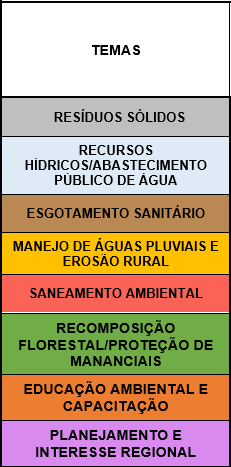 TEMAS
RESÍDUOS SÓLIDOS
RECURSOS
HÍDRICOS/ABASTECIMENTO
PÚBLICO DE ÁGUA
ESGOTAMENTO SANITÁRIO
MANEJO DE ÁGUAS PLUVIAIS E
EROSÃO RURAL
SANEAMENTO AMBIENTAL
RECOMPOSIÇÃO
FLORESTAL/PROTEÇÃO DE
MANANCIAIS
EDUCAÇÃO AMBIENTAL E
CAPACITAÇÃO
PLANEJAMENTO E
INTERESSE REGIONAL